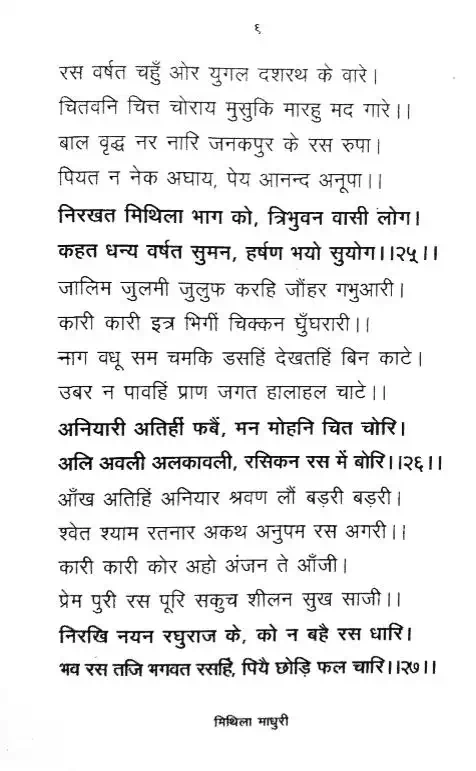 ६
रस वर्षत चहुँ ओर युगल दशरथ के वारे।
चितवनि चित्त चोराय मुसुकि मारहु मद गारे।।
बाल वृद्ध नर नारि जनकपुर के रस रुपा।
पियत न नेक अघाय, पेय आनन्द अनूपा।।
निरखत मिथिला भाग को, त्रिभुवन वासी लोग।
कहत धन्य वर्षत सुमन, हर्षण भयो सुयोग।।२५।।
जालिम जुलमी जुलुफ करहि जौंहर गभुआरी।
कारी कारी इत्र भिगीं चिक्कन घुँघरारी।।
नाग वधू सम चमकि डसहिं देखतहिं बिन काटे।
उबर न पावहिं प्राण जगत हालाहल चाटे।।
अनियारी अतिहीं फबैं, मन मोहनि चित चोरि।
अलि अवली अलकावली, रसिकन रस में बोरि।।२६।।
आँख अतिहिं अनियार श्रवण लौं बड़री बड़री।
श्वेत श्याम रतनार अकथ अनुपम रस अगरी।।
कारी कारी कोर अहो अंजन ते आँजी।
प्रेम पुरी रस पूरि सकुच शीलन सुख साजी।।
निरखि नयन रघुराज के, को न बहै रस धारि।
भव रस तजि भगवत रसहिं, पियै छोड़ि फल चारि।।२७।।
मिथिला माधुरी